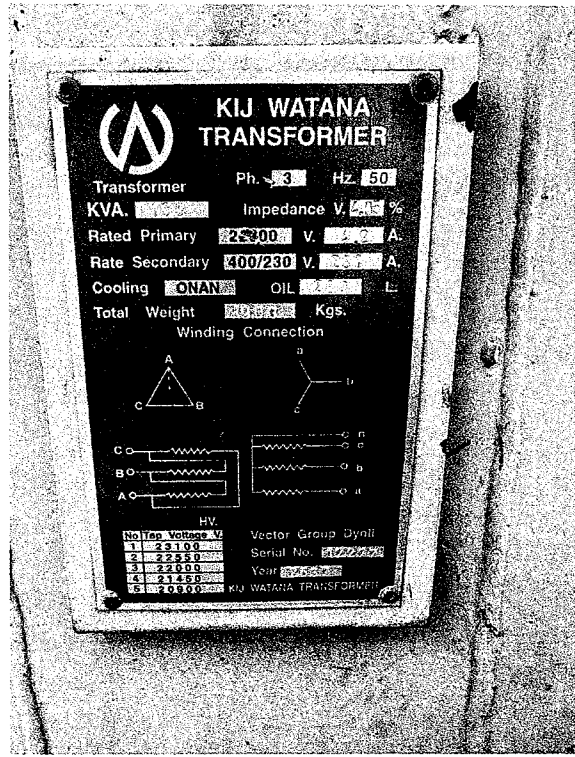 KIJ WATANA
TRANSFORMER
Transformer
Ph. 3 Hz. 50
KVA. Impedance V. %
Rated Primary V. A.
Rate Secondary 400/230 V. A.
Cooling ONAN OIL L.
Total Weight Kgs.
Winding Connection
A
C B
a
b
c
C
B
A
n
c
b
a
HV.
No Tap Voltage V.
1 23100
2 22550
3 22000
4 21450
5 20900
Vector Group Dyn11
Serial No.
Year
KIJ WATANA TRANSFORMER